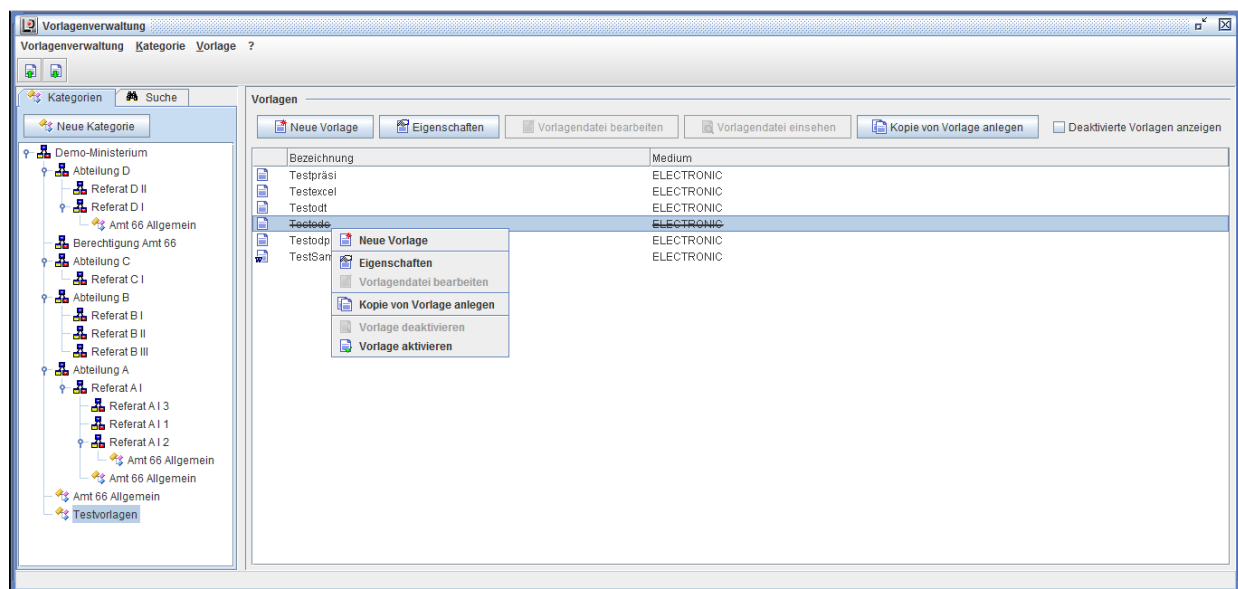 Vorlagenverwaltung
Vorlagenverwaltung Kategorie Vorlage ?
Kategorien Suche
Neue Kategorie
Demo-Ministerium
Abteilung D
Referat D II
Referat D I
Amt 66 Allgemein
Berechtigung Amt 66
Abteilung C
Referat C I
Abteilung B
Referat B I
Referat B II
Referat B III
Abteilung A
Referat A I
Referat A I 3
Referat A I 1
Referat A I 2
Amt 66 Allgemein
Amt 66 Allgemein
Amt 66 Allgemein
Testvorlagen
Vorlagen
Neue Vorlage Eigenschaften Vorlagendatei bearbeiten Vorlagendatei einsehen Kopie von Vorlage anlegen Deaktivierte Vorlagen anzeigen
Bezeichnung Medium
Testpräsi ELECTRONIC
Testexcel ELECTRONIC
Testodt ELECTRONIC
Testods ELECTRONIC
Testodp ELECTRONIC
TestSam ELECTRONIC
Neue Vorlage
Eigenschaften
Vorlagendatei bearbeiten
Kopie von Vorlage anlegen
Vorlage deaktivieren
Vorlage aktivieren